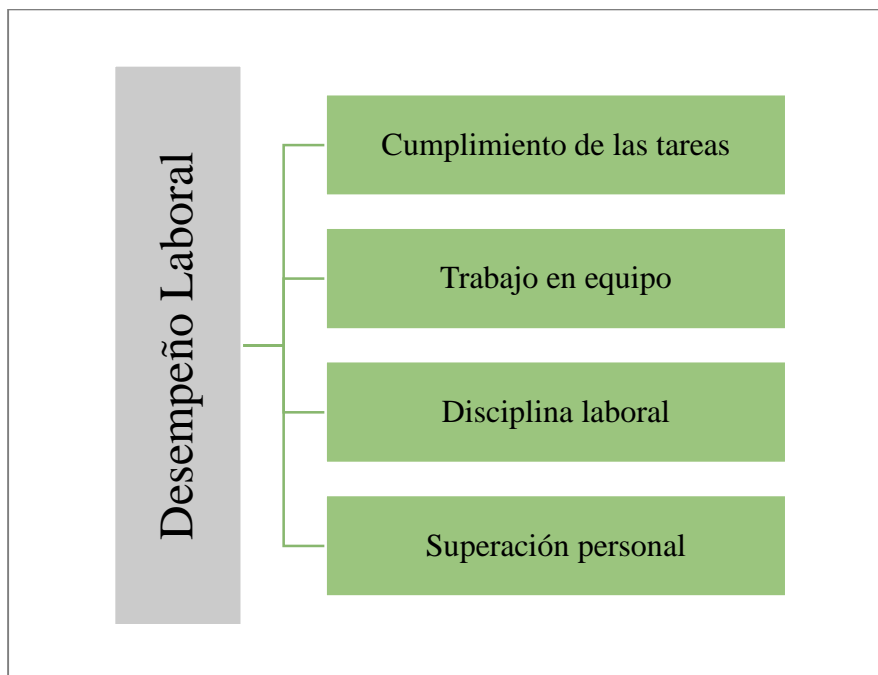 Desempeño Laboral
Cumplimiento de las tareas
Trabajo en equipo
Disciplina laboral
Superación personal